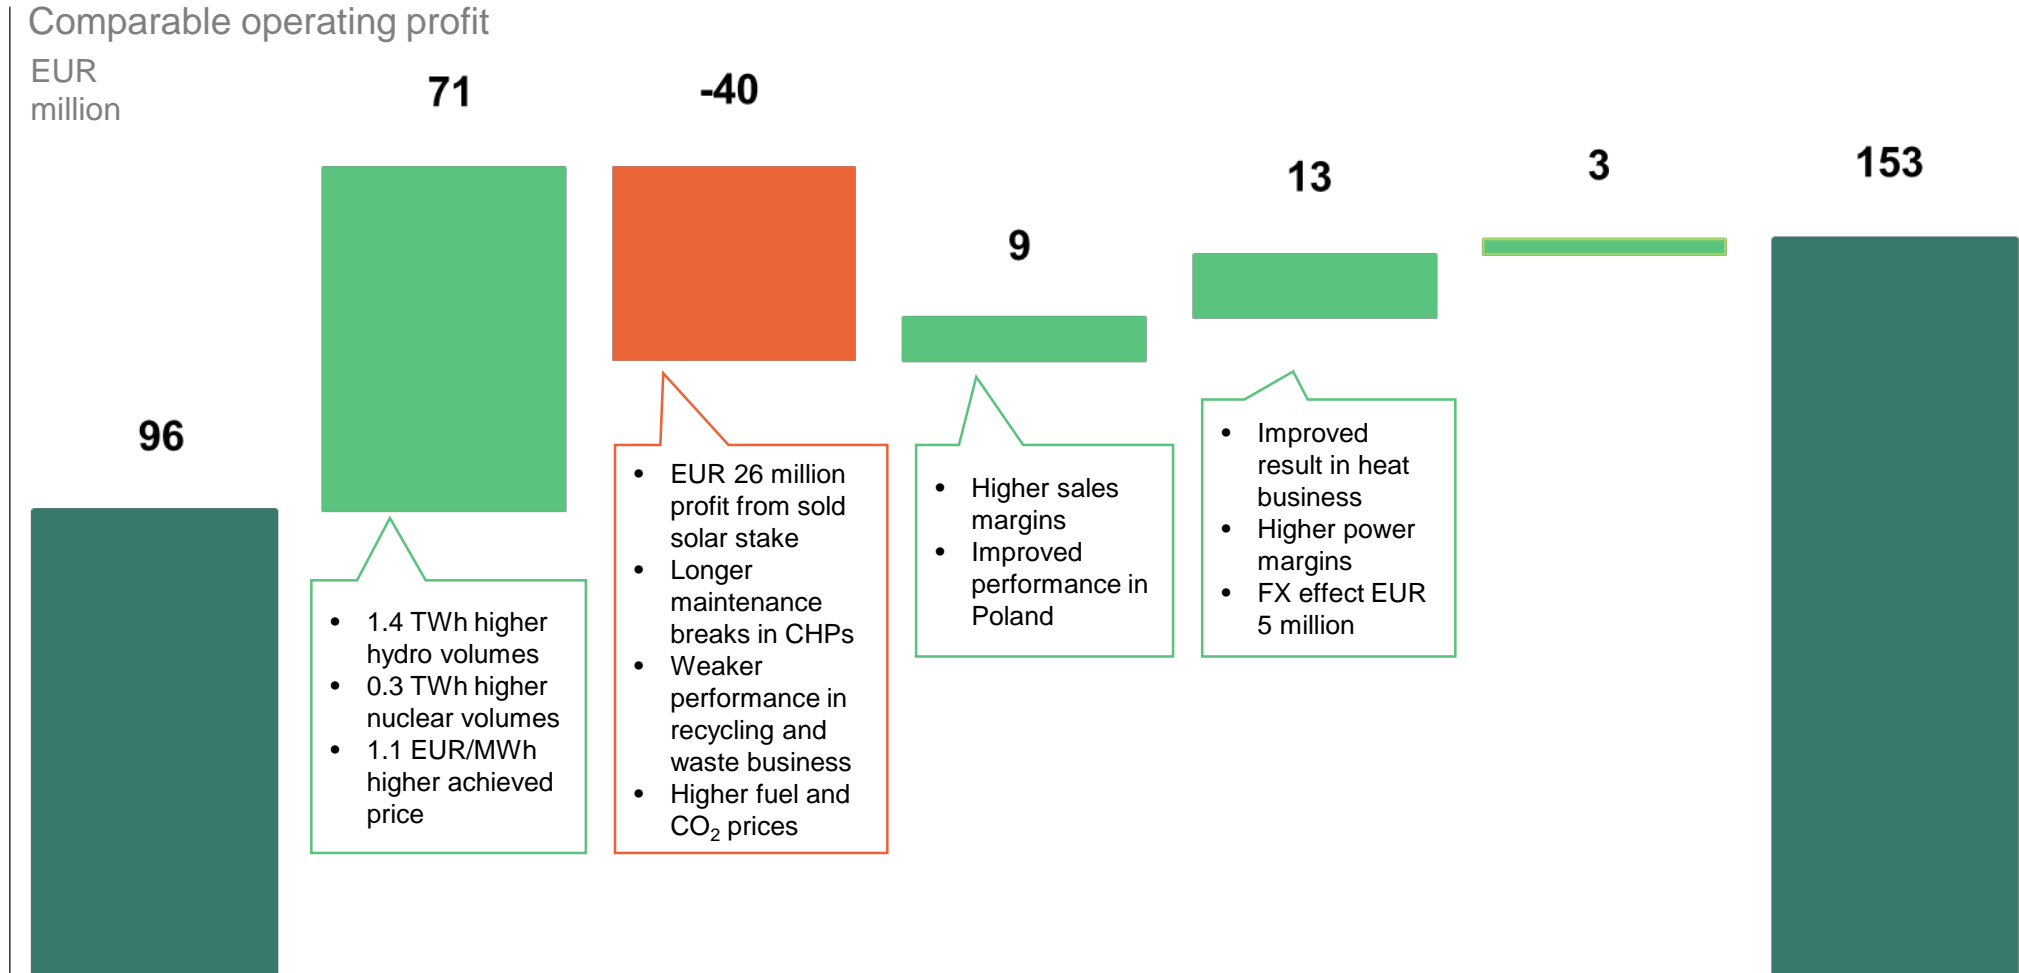 Comparable operating profit
EUR
million
96
71
-40
9
13
3
153
• 1.4 TWh higher
hydro volumes
• 0.3 TWh higher
nuclear volumes
• 1.1 EUR/MWh
higher achieved
price
• EUR 26 million
profit from sold
solar stake
• Longer
maintenance
breaks in CHPs
• Weaker
performance in
recycling and
waste business
• Higher fuel and
CO₂ prices
• Higher sales
margins
• Improved
performance in
Poland
• Improved
result in heat
business
• Higher power
margins
• FX effect EUR
5 million